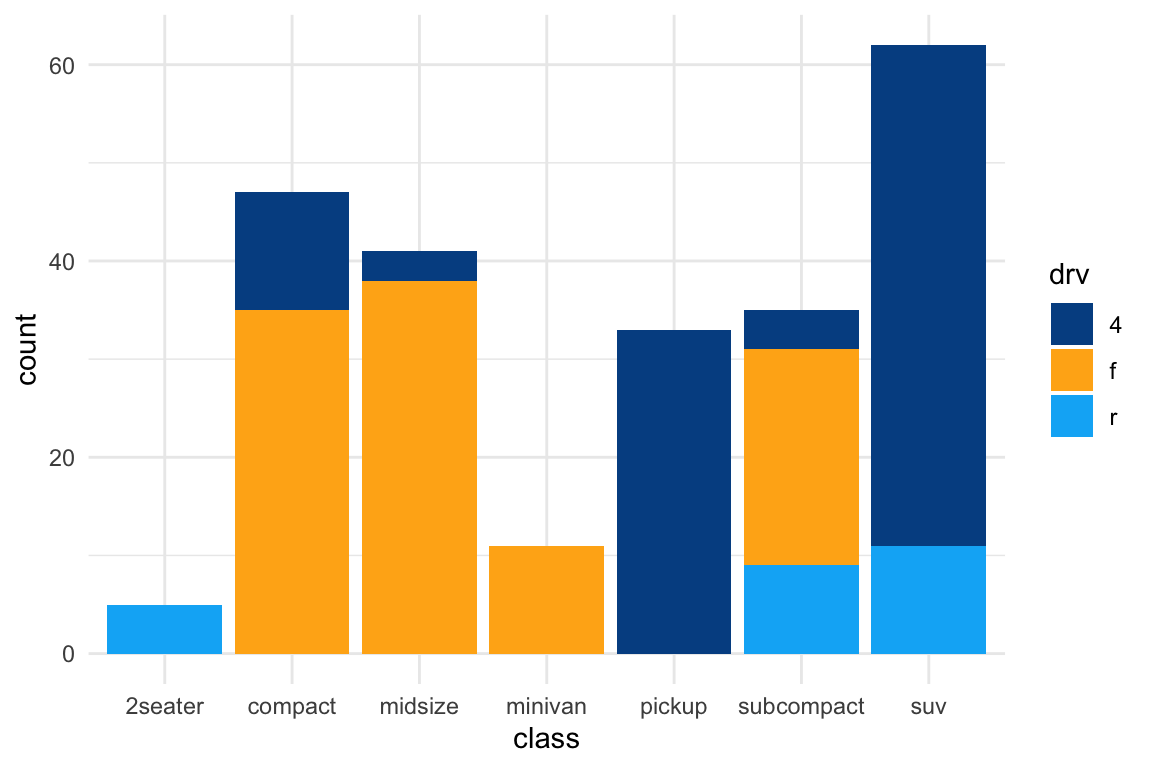 60
40
20
0
count
2seater compact midsize minivan pickup subcompact suv
class
drv
4
f
r